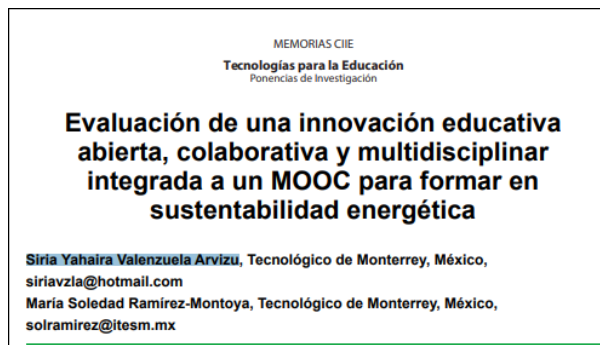 MEMORIAS CIIE
Tecnologías para la Educación
Ponencias de Investigación
Evaluación de una innovación educativa
abierta, colaborativa y multidisciplinar
integrada a un MOOC para formar en
sustentabilidad energética
Siria Yahaira Valenzuela Arvizu, Tecnológico de Monterrey, México,
siriavzla@hotmail.com
María Soledad Ramírez-Montoya, Tecnológico de Monterrey, México,
solramirez@itesm.mx